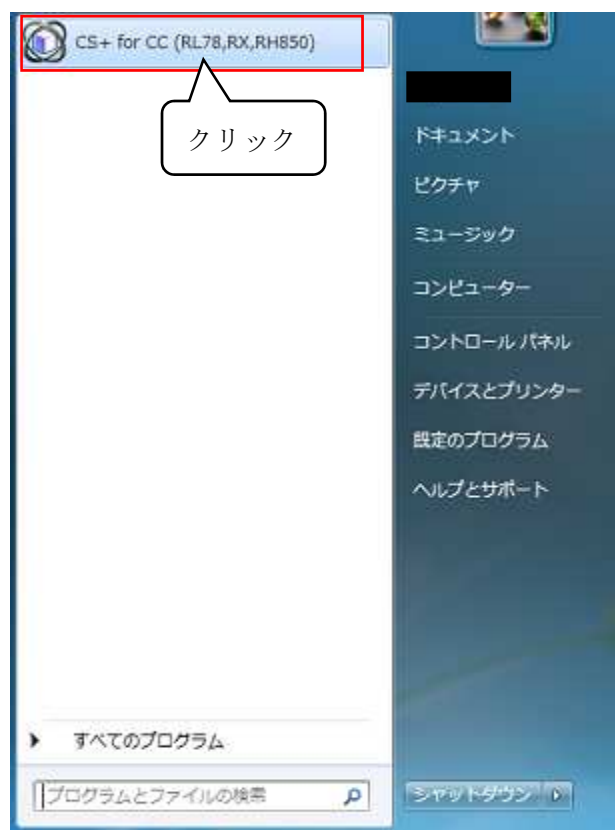 CS+ for CC (RL78,RX,RH850)
クリック
ドキュメント
ピクチャ
ミュージック
コンピューター
コントロール パネル
デバイスとプリンター
既定のプログラム
ヘルプとサポート
すべてのプログラム
プログラムとファイルの検索
シャットダウン